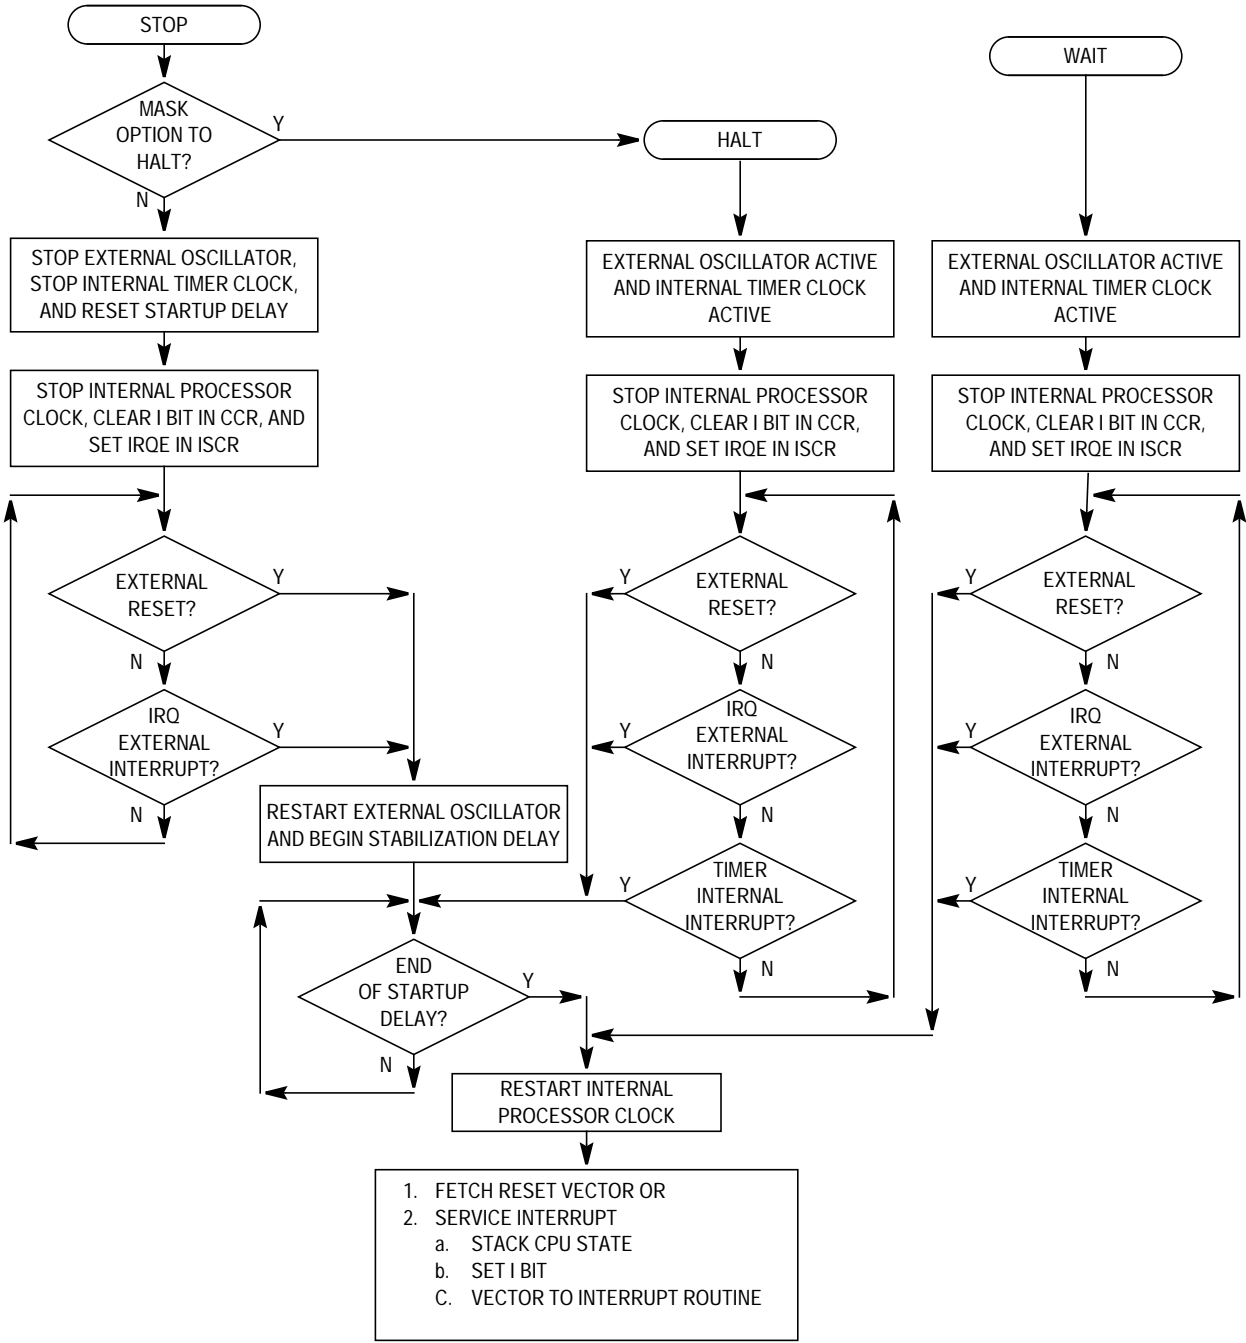 STOP
MASK
OPTION TO
HALT?
Y
N
HALT
WAIT
STOP EXTERNAL OSCILLATOR,
STOP INTERNAL TIMER CLOCK,
AND RESET STARTUP DELAY
EXTERNAL OSCILLATOR ACTIVE
AND INTERNAL TIMER CLOCK
ACTIVE
EXTERNAL OSCILLATOR ACTIVE
AND INTERNAL TIMER CLOCK
ACTIVE
STOP INTERNAL PROCESSOR
CLOCK, CLEAR I BIT IN CCR, AND
SET IRQE IN ISCR
STOP INTERNAL PROCESSOR
CLOCK, CLEAR I BIT IN CCR,
AND SET IRQE IN ISCR
STOP INTERNAL PROCESSOR
CLOCK, CLEAR I BIT IN CCR,
AND SET IRQE IN ISCR
EXTERNAL
RESET?
Y
N
Y
EXTERNAL
RESET?
N
Y
EXTERNAL
RESET?
N
IRQ
EXTERNAL
INTERRUPT?
Y
N
Y
IRQ
EXTERNAL
INTERRUPT?
N
Y
IRQ
EXTERNAL
INTERRUPT?
N
RESTART EXTERNAL OSCILLATOR
AND BEGIN STABILIZATION DELAY
Y
TIMER
INTERNAL
INTERRUPT?
N
Y
TIMER
INTERNAL
INTERRUPT?
N
END
OF STARTUP
DELAY?
Y
N
RESTART INTERNAL
PROCESSOR CLOCK
1. FETCH RESET VECTOR OR
2. SERVICE INTERRUPT
a. STACK CPU STATE
b. SET I BIT
C. VECTOR TO INTERRUPT ROUTINE